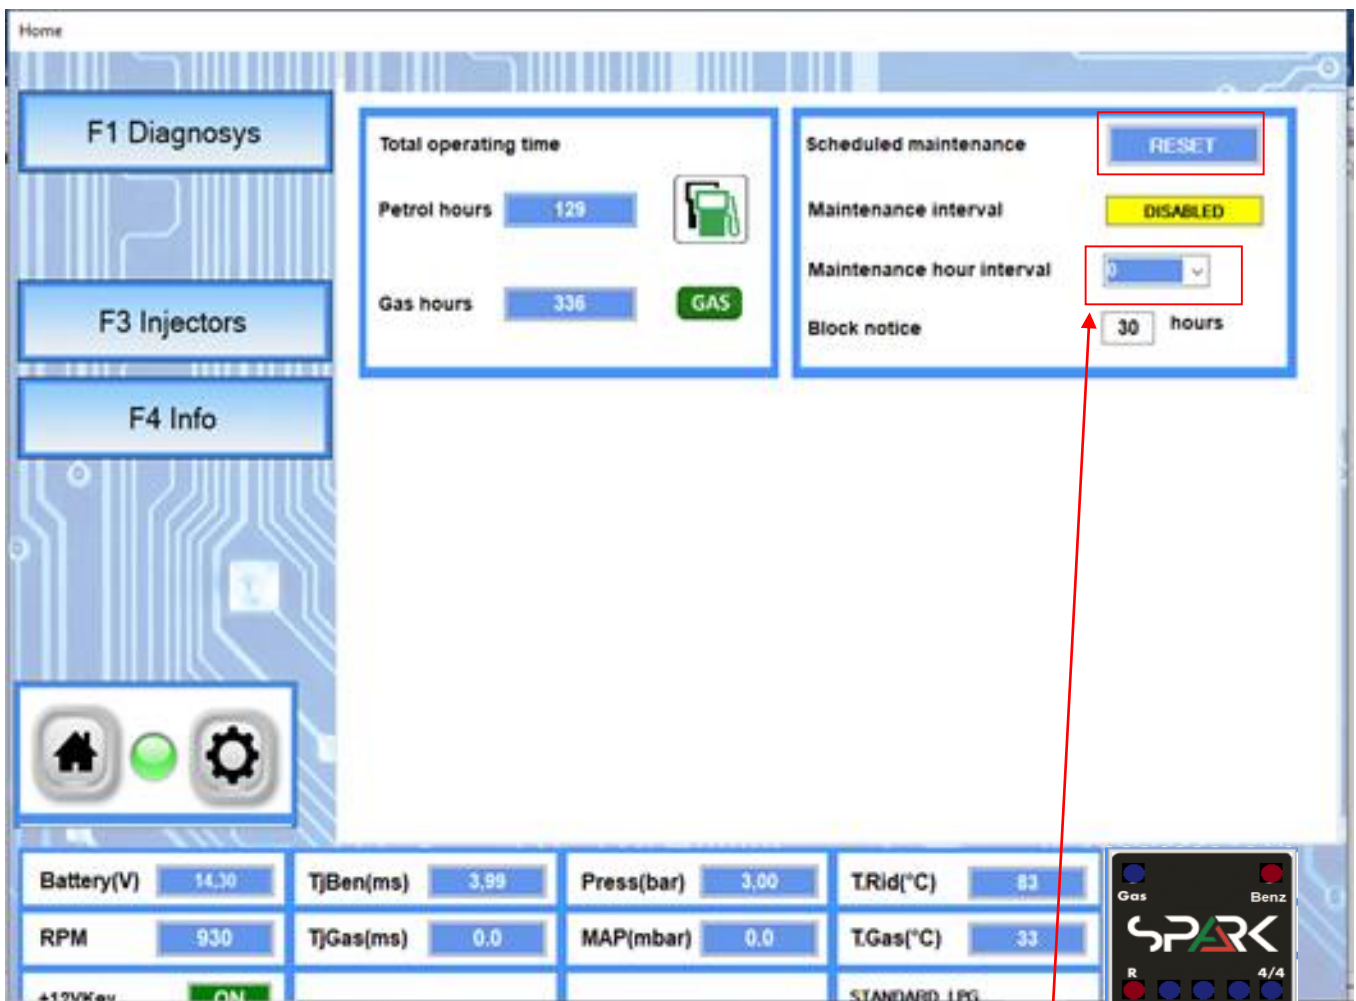 Home
F1 Diagnosys
F3 Injectors
F4 Info
Total operating time
Petrol hours 129
Gas hours 336 GAS
Scheduled maintenance RESET
Maintenance interval DISABLED
Maintenance hour interval 0
Block notice 30 hours
Battery(V) 14,30 TjBen(ms) 3,99 Press(bar) 3,00 T.Rid(°C) 83
RPM 930 TjGas(ms) 0.0 MAP(mbar) 0.0 T.Gas(°C) 33
+12VKey ON STANDARD LPG
Gas Benz
SPARK
R 4/4